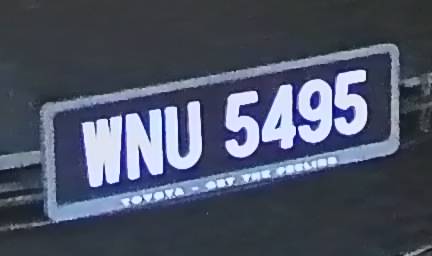 WNU 5495
TOYOTA - GET THE FEELING